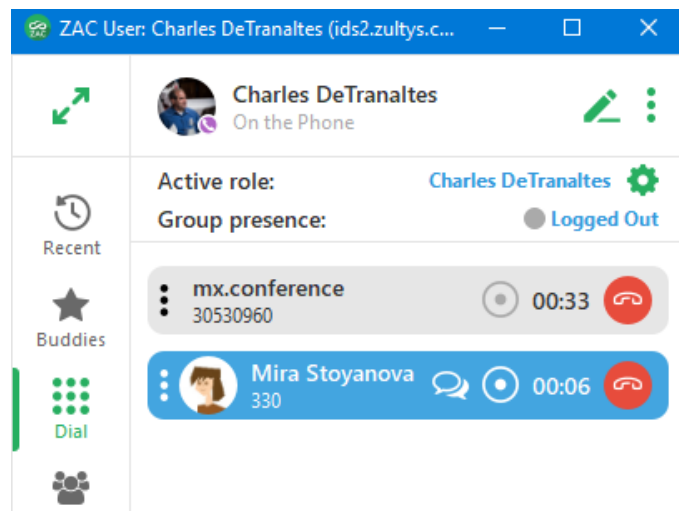 ZAC User: Charles DeTranaltes (ids2.zultys.c...
Charles DeTranaltes
On the Phone
Active role: Charles DeTranaltes
Group presence: Logged Out
Recent
mx.conference
30530960
00:33
Buddies
Mira Stoyanova
330
00:06
Dial